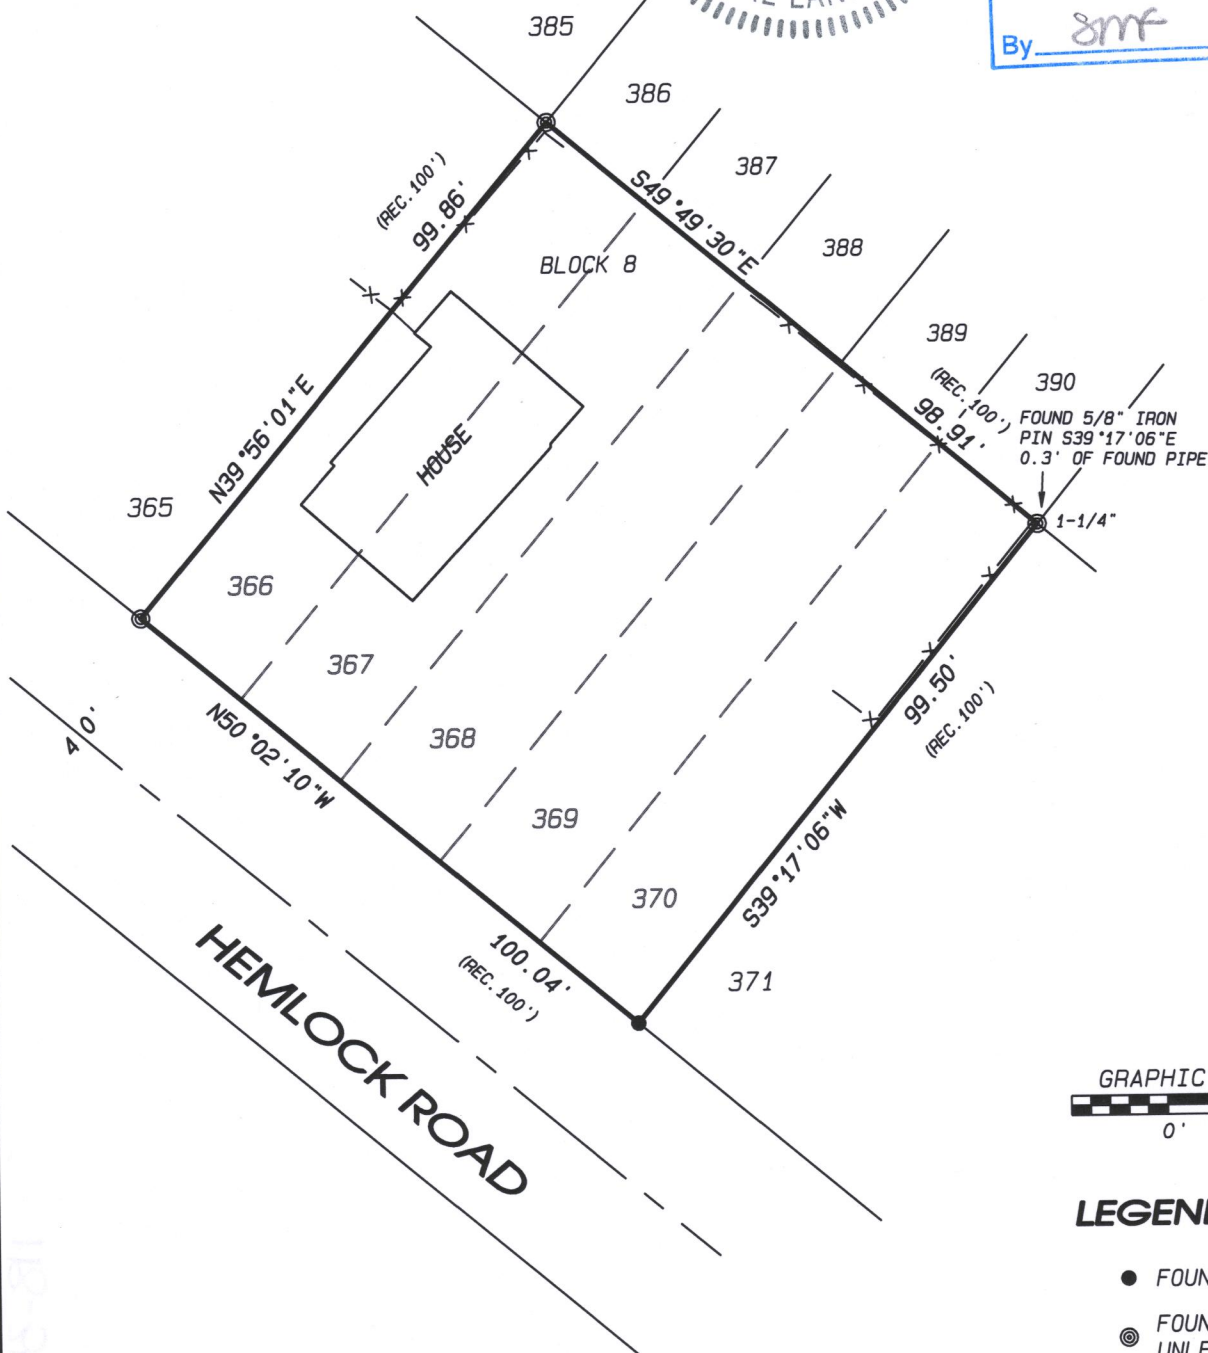 By smf
385
386
387
388
389
390
(REC. 100')
99.86'
S49°49'30"E
BLOCK 8
(REC. 100')
98.91'
FOUND 5/8" IRON
PIN S39°17'06"E
0.3' OF FOUND PIPE
1-1/4"
N39°56'01"E
HOUSE
365
366
367
368
369
370
371
99.50'
(REC. 100')
S39°17'06"W
N50°02'10"W
40'
100.04'
(REC. 100')
HEMLOCK ROAD
GRAPHIC
0'
LEGEN
FOUN
FOUN
UNLE